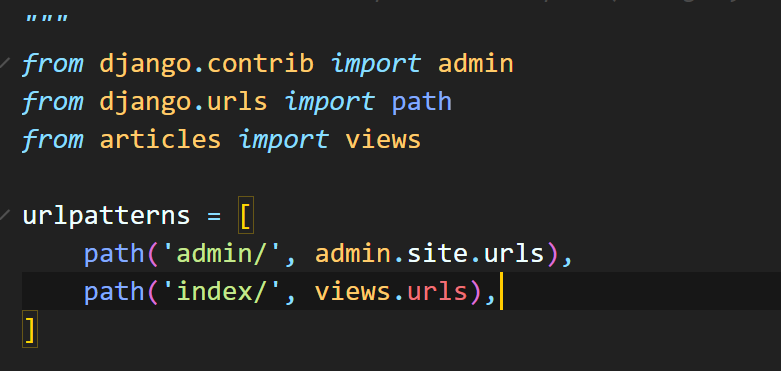 """
from django.contrib import admin
from django.urls import path
from articles import views
urlpatterns = [
    path('admin/', admin.site.urls),
    path('index/', views.urls),
]